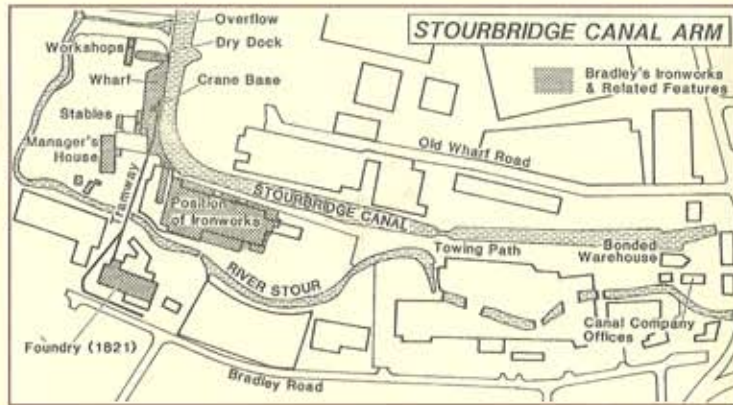 STOURBRIDGE CANAL ARM
Bradley's Ironworks
& Related Features
Overflow
Workshops
Dry Dock
Wharf
Crane Base
Stables
Manager's
House
Old Wharf Road
Tramway
Position
of Ironworks
STOURBRIDGE CANAL
Towing Path
Bonded
Warehouse
RIVER STOUR
Canal Company
Offices
Foundry (1821)
Bradley Road